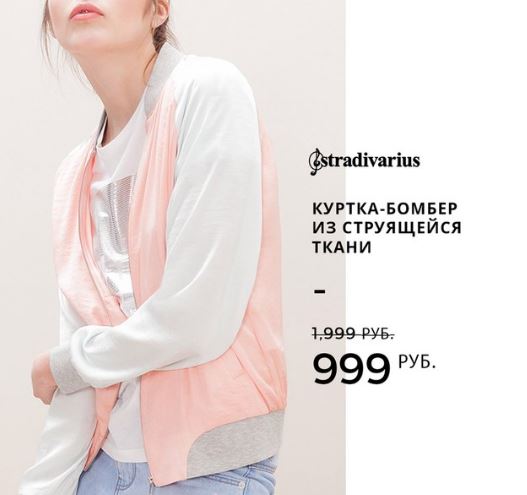 stradivarius
КУРТКА-БОМБЕР
ИЗ СТРУЯЩЕЙСЯ
ТКАНИ
-
1,999 РУБ.
999 РУБ.